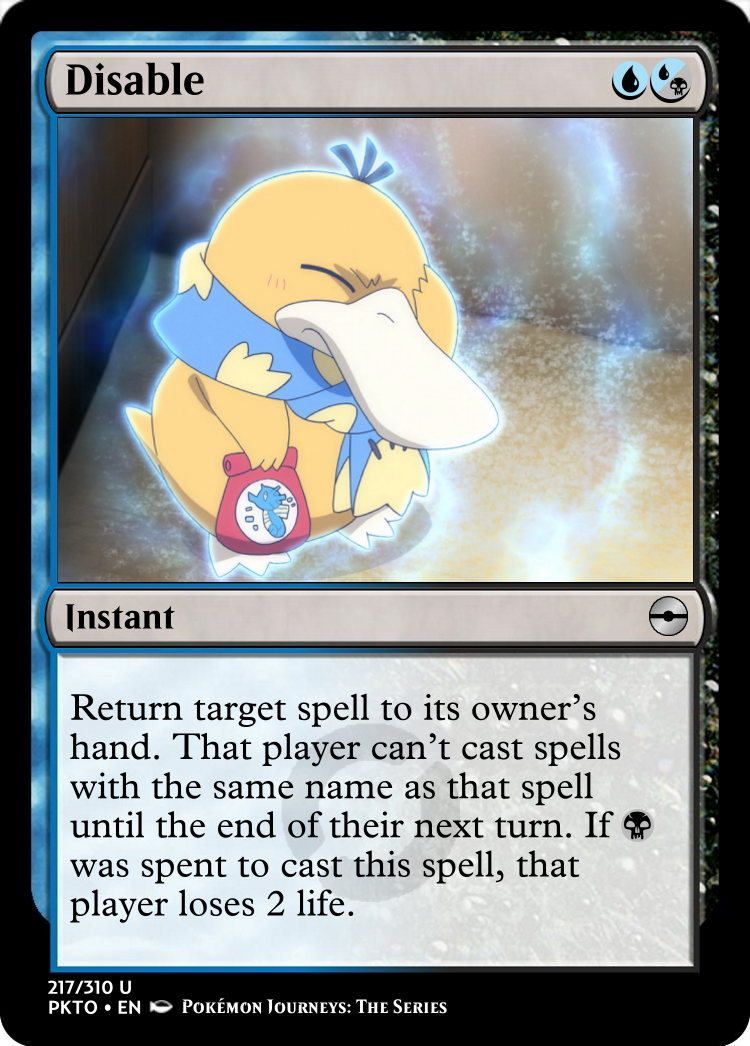 Disable
Instant
Return target spell to its owner's
hand. That player can't cast spells
with the same name as that spell
until the end of their next turn. If
was spent to cast this spell, that
player loses 2 life.
217/310 U
PKTO • EN Pokémon Journeys: The Series